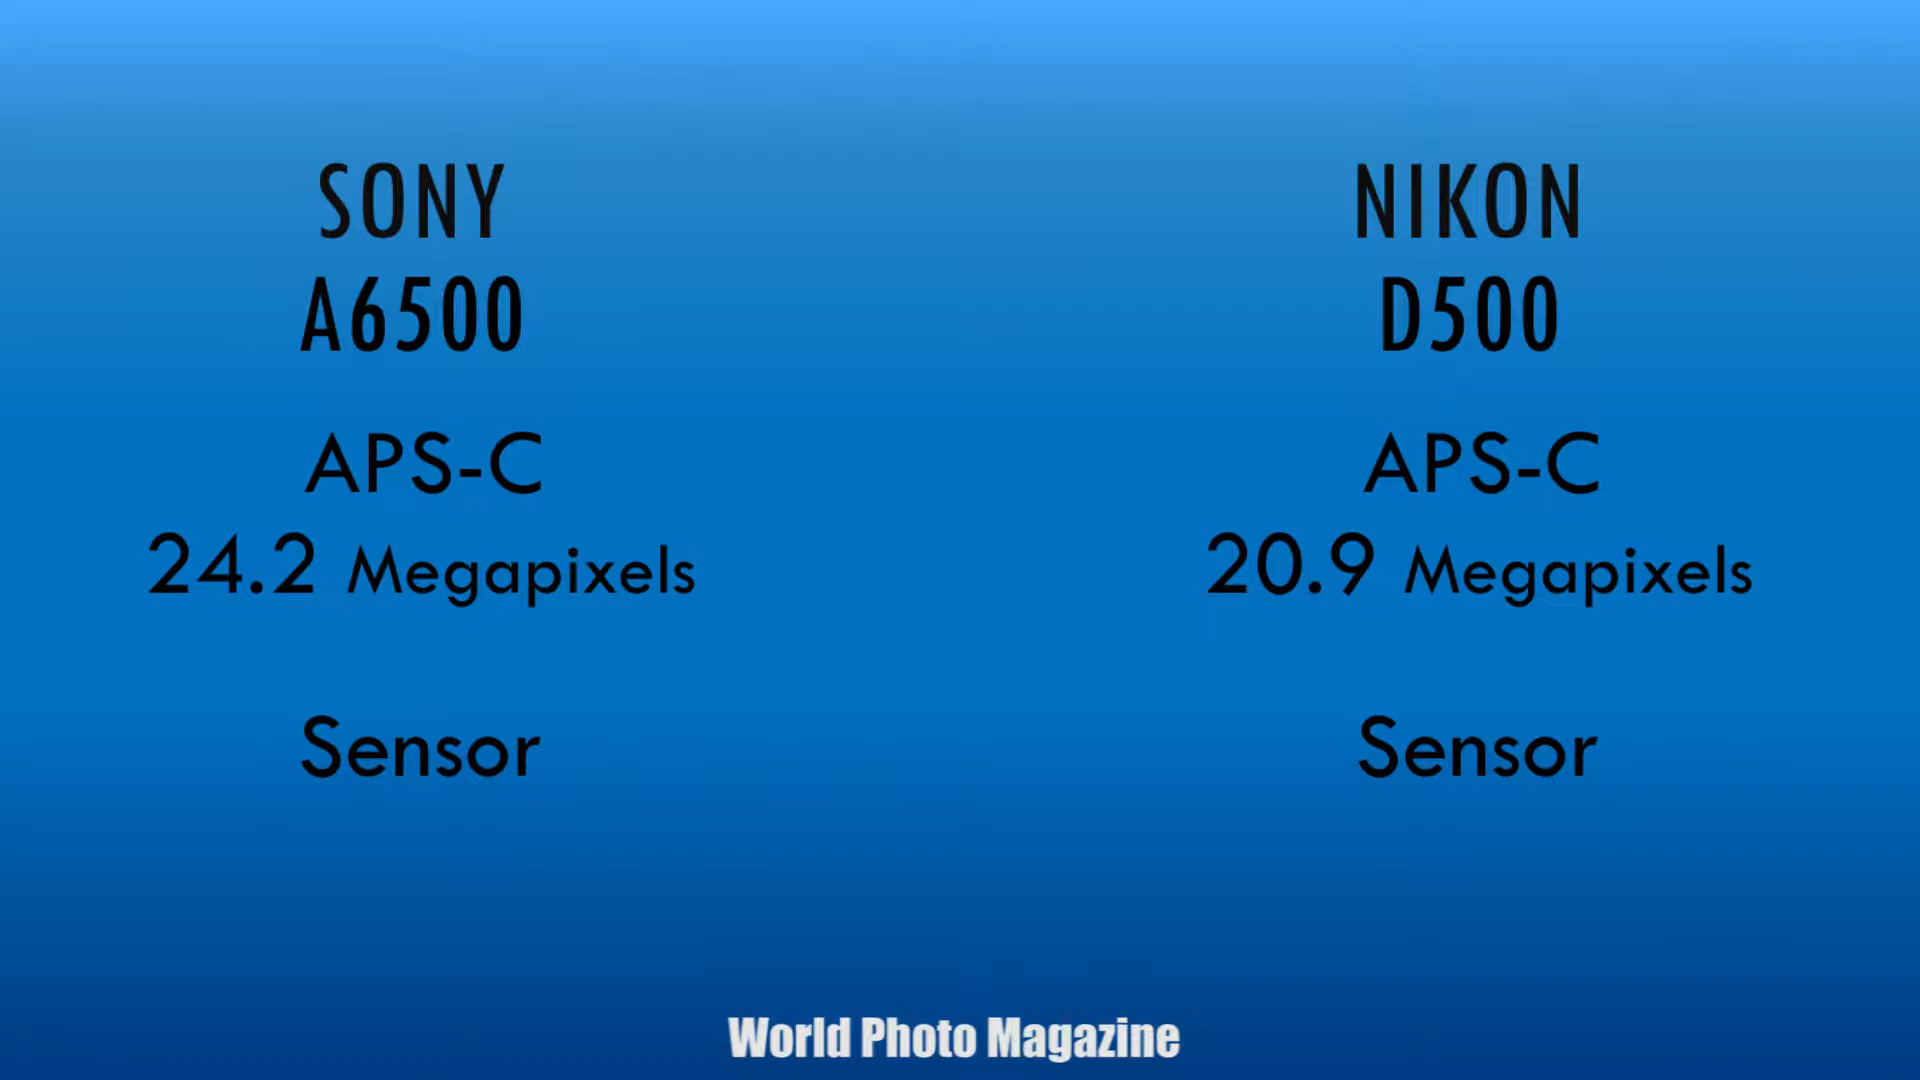 SONY
A6500
APS-C
24.2 Megapixels
Sensor
NIKON
D500
APS-C
20.9 Megapixels
Sensor
World Photo Magazine